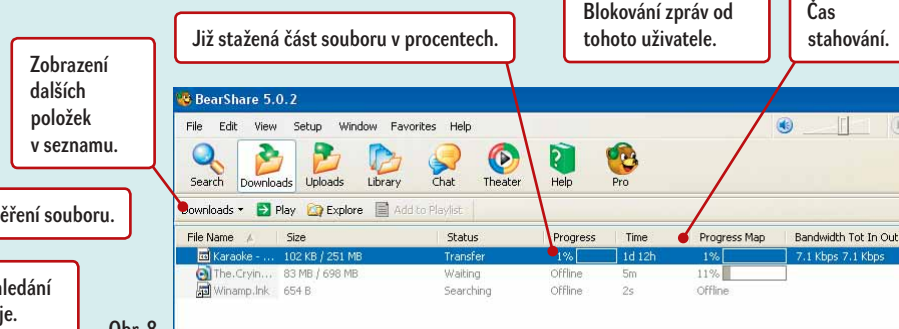 Blokování zpráv od
tohoto uživatele.
Čas
stahování.
Již stažená část souboru v procentech.
Zobrazení
dalších
položek
v seznamu.
ěření souboru.
ledání
je.
Obr. 8
BearShare 5.0.2
File Edit View Setup Window Favorites Help
Search Downloads Uploads Library Chat Theater Help Pro
Downloads Play Explore Add to Playlist
File Name Size Status Progress Time Progress Map Bandwidth Tot In Out
Karaoke - ... 102 KB / 251 MB Transfer 1% 1d 12h 1% 7.1 Kbps 7.1 Kbps
The.Cryin... 83 MB / 698 MB Waiting Offline 5m 11%
Winamp.lnk 654 B Searching Offline 2s Offline